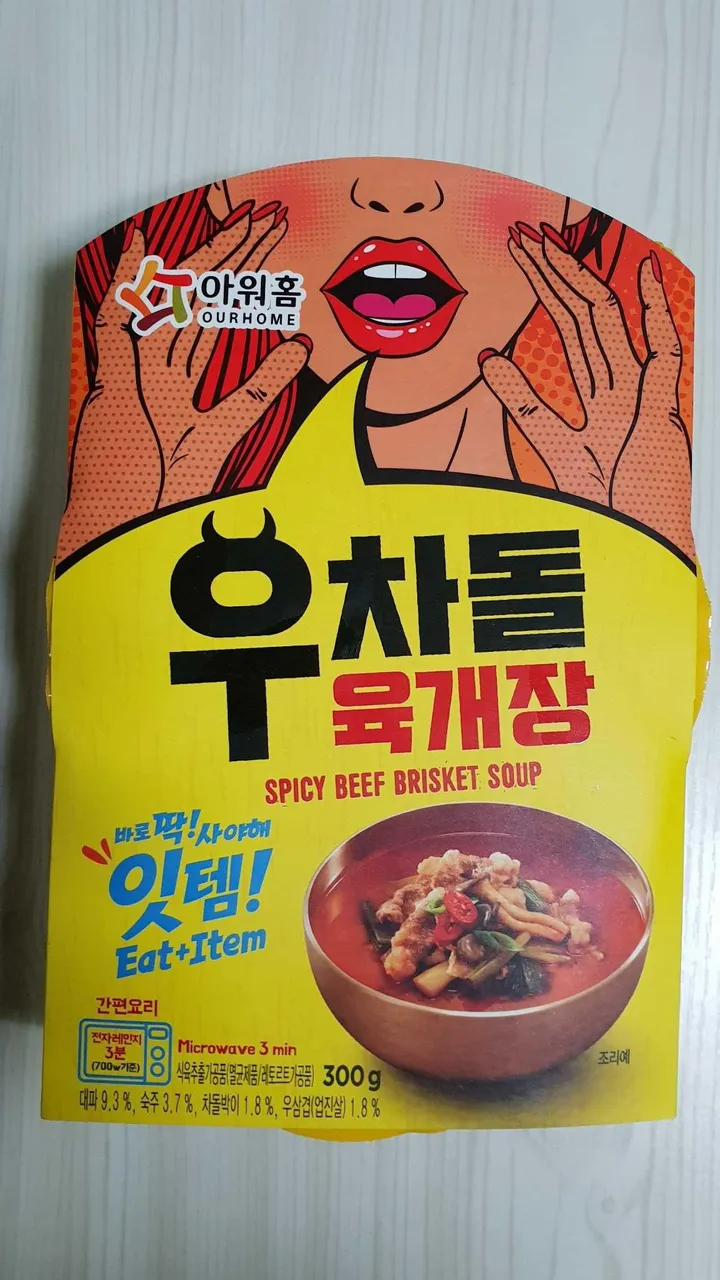 아워홈
OURHOME
우차돌
육개장
SPICY BEEF BRISKET SOUP
바로 딱! 사야해
잇템!
Eat+Item
간편요리
전자레인지
3분
(700w기준)
Microwave 3 min
식육추출가공품(멸균제품/레토르트가공품) 300g
대파 9.3%, 숙주 3.7%, 차돌박이 1.8%, 우삼겹(업진살) 1.8%
조리예